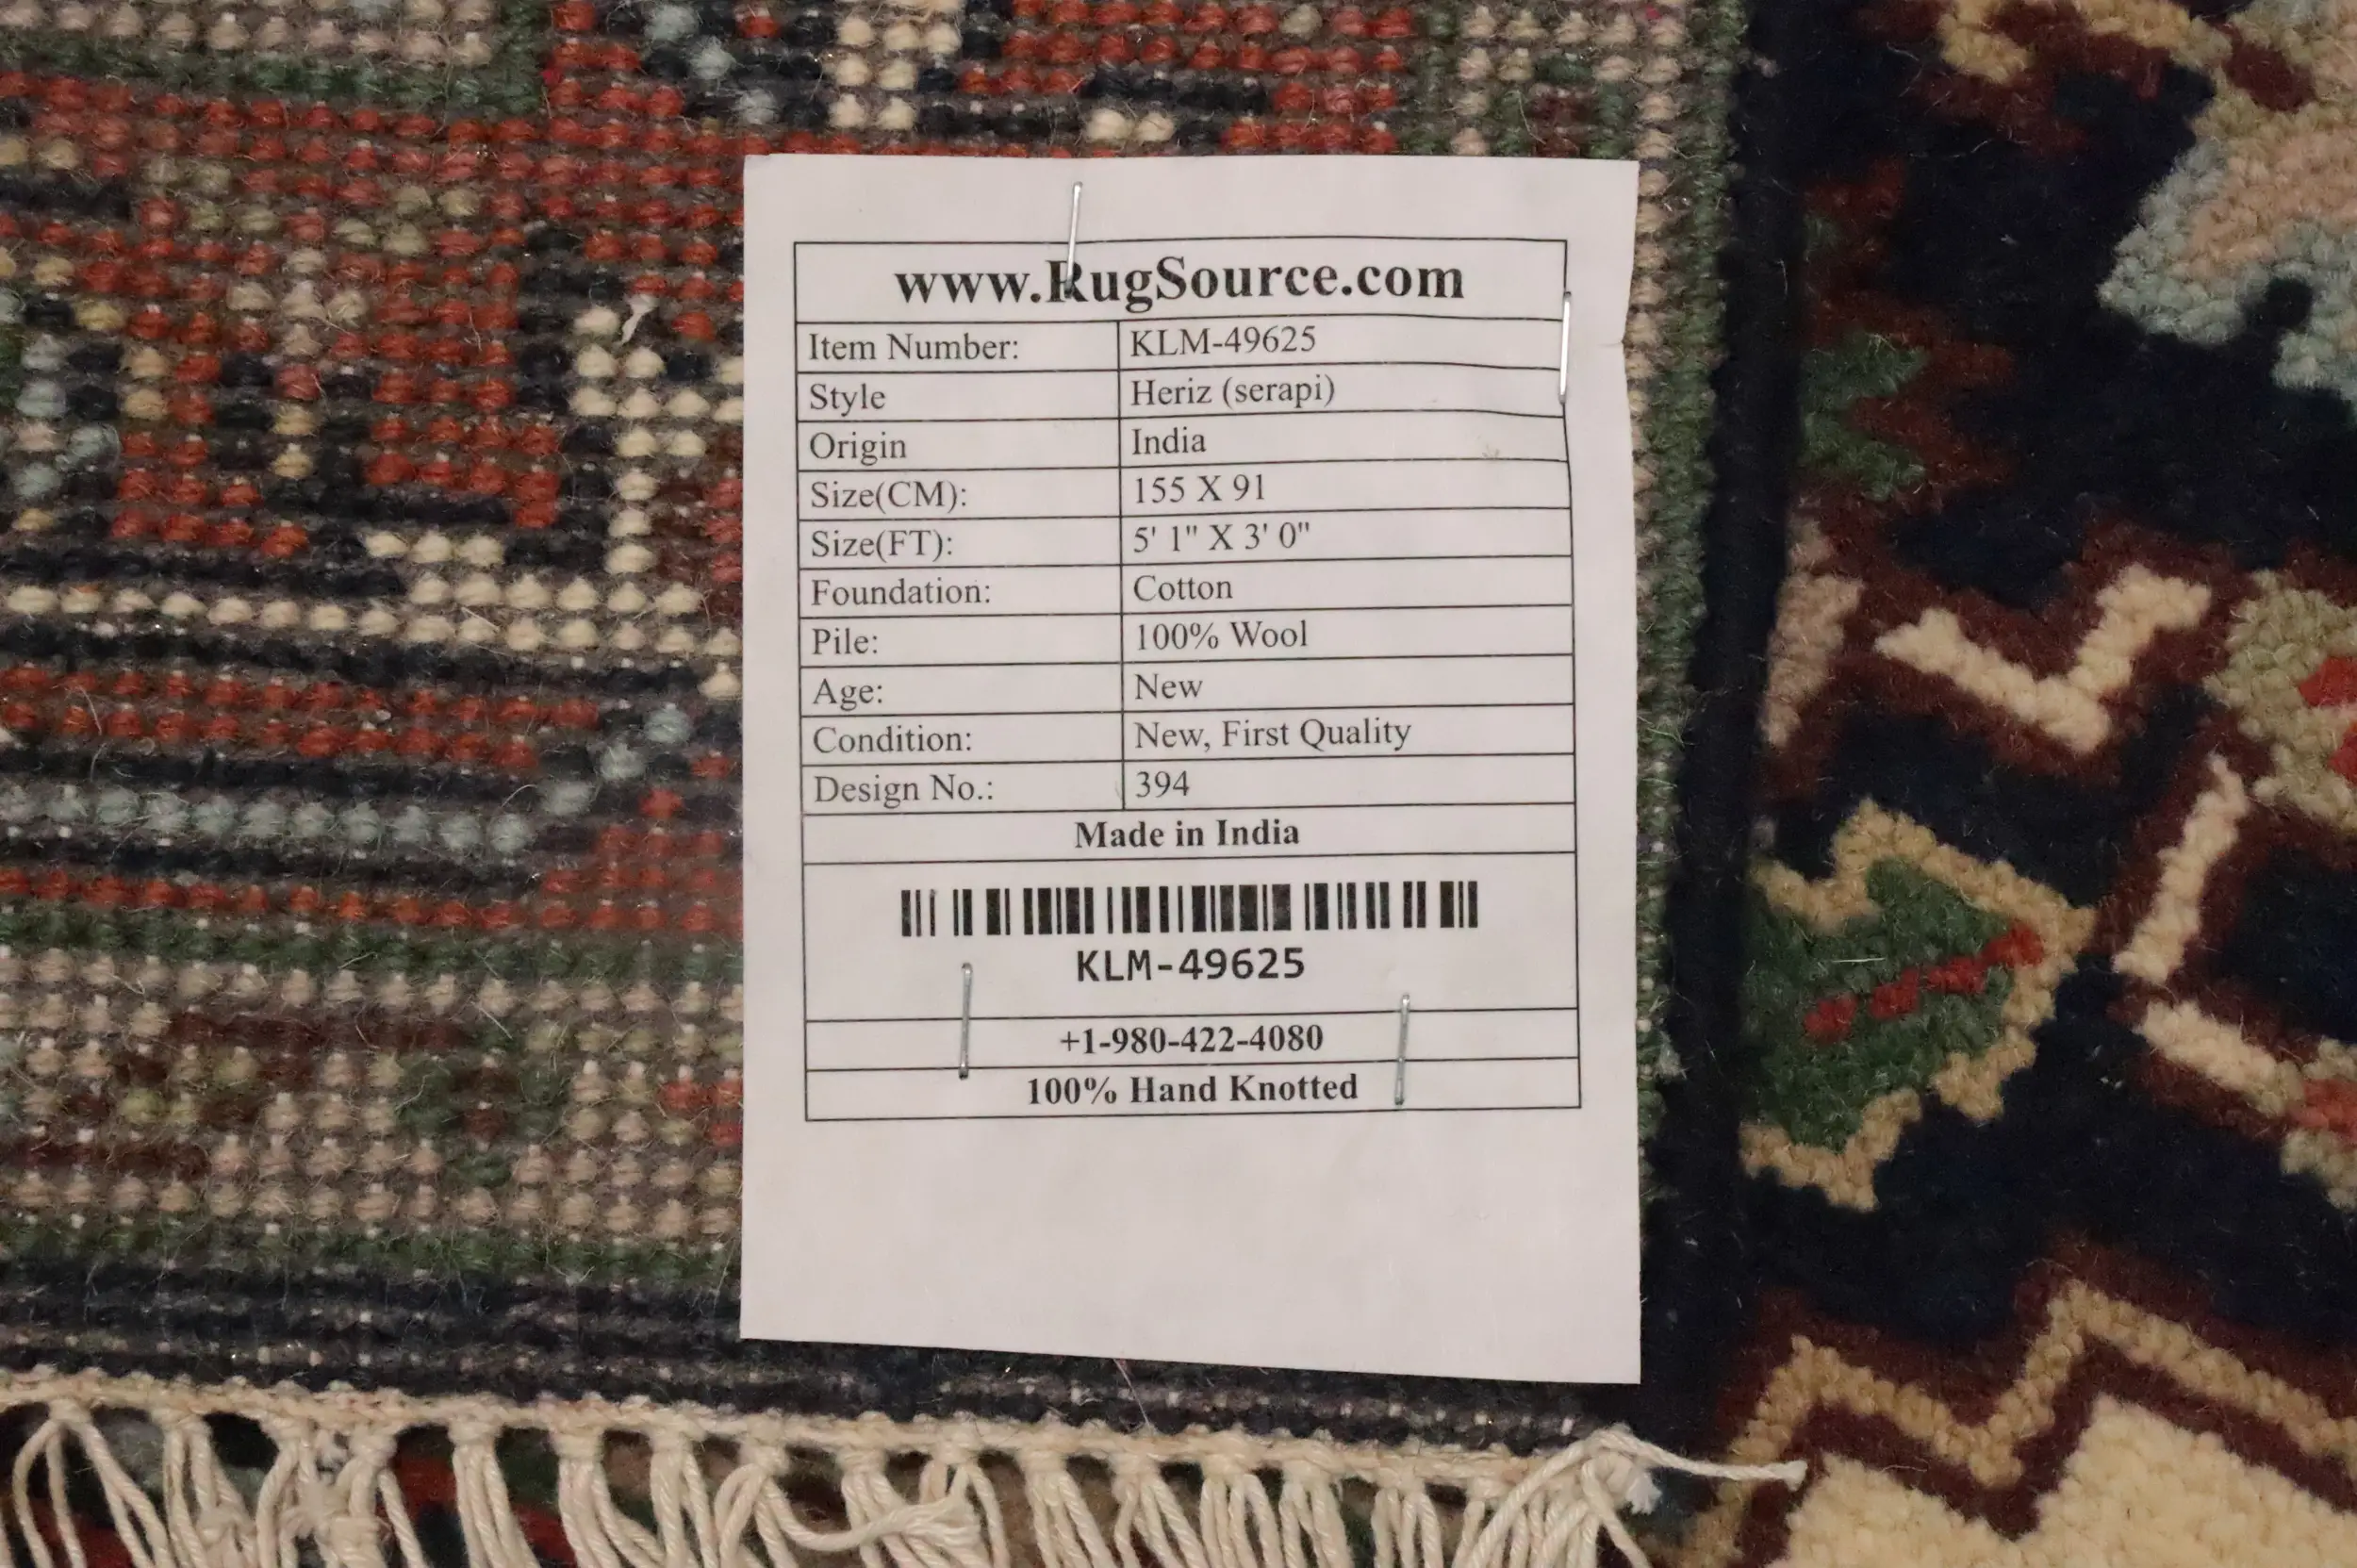 www.RugSource.com
Item Number: KLM-49625
Style Heriz (serapi)
Origin India
Size(CM): 155 X 91
Size(FT): 5' 1" X 3' 0"
Foundation: Cotton
Pile: 100% Wool
Age: New
Condition: New, First Quality
Design No.: 394
Made in India
KLM-49625
+1-980-422-4080
100% Hand Knotted